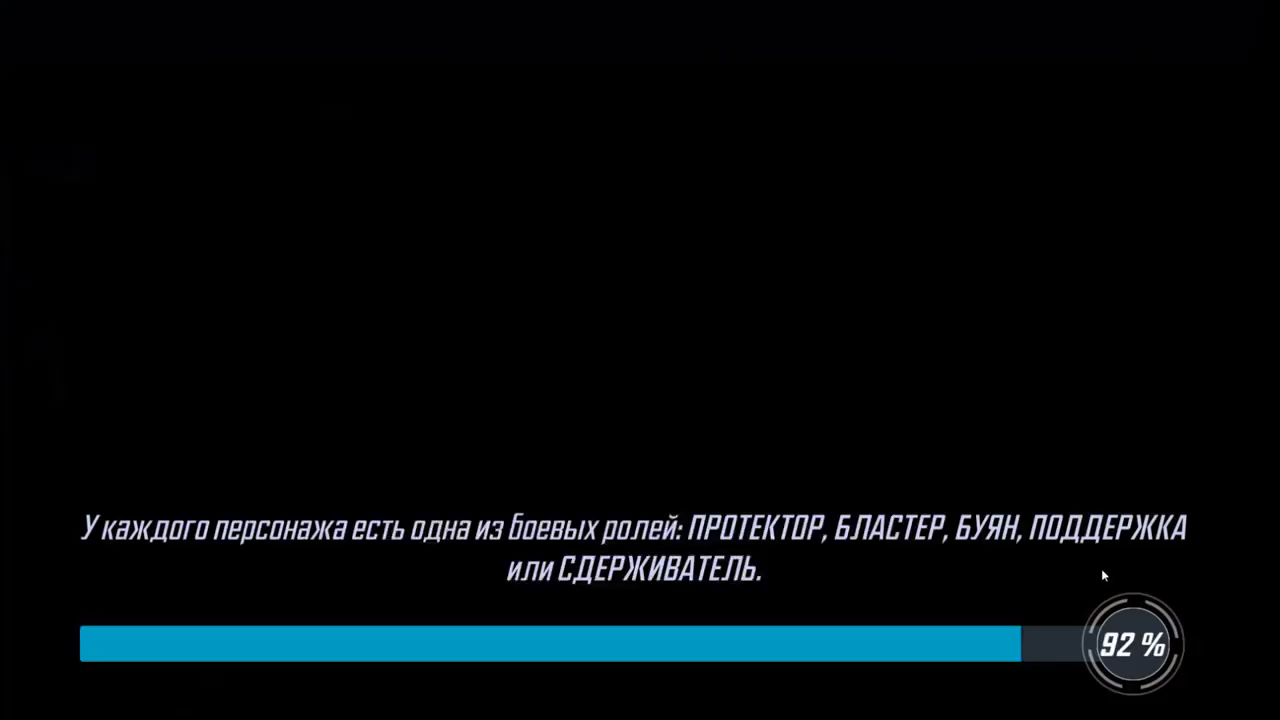 У каждого персонажа есть одна из боевых ролей: ПРОТЕКТОР, БЛАСТЕР, БУЯН, ПОДДЕРЖКА
или СДЕРЖИВАТЕЛЬ.
92 %